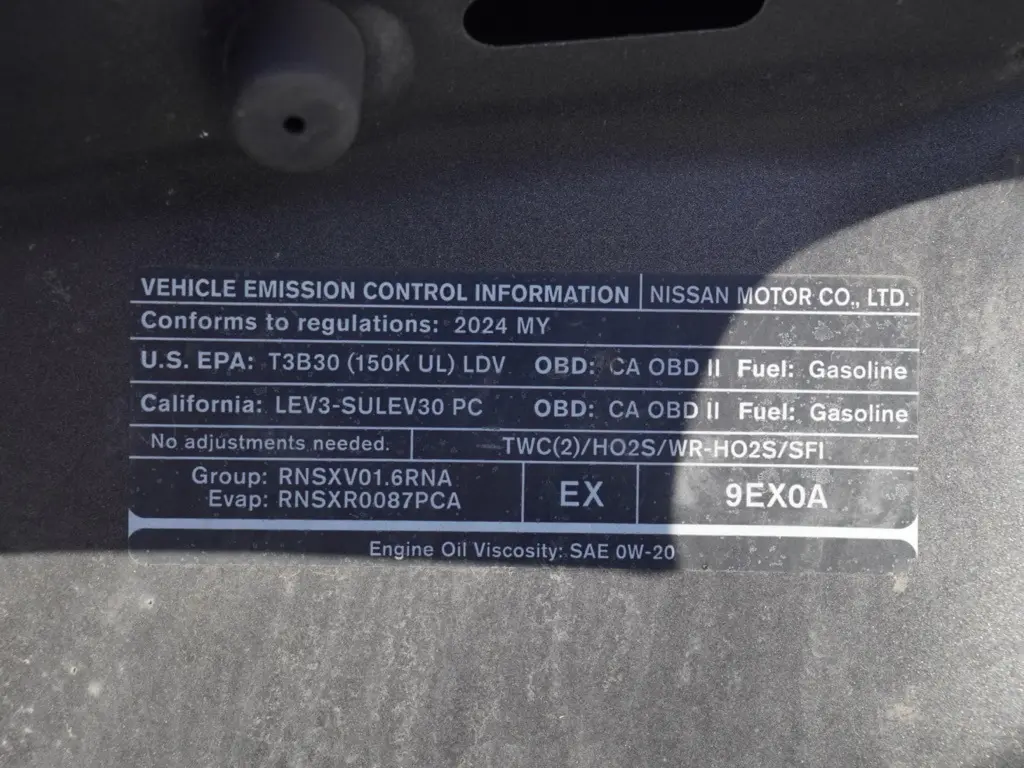 VEHICLE EMISSION CONTROL INFORMATION NISSAN MOTOR CO., LTD.
Conforms to regulations: 2024 MY
U.S. EPA: T3B30 (150K UL) LDV OBD: CA OBD II Fuel: Gasoline
California: LEV3-SULEV30 PC OBD: CA OBD II Fuel: Gasoline
No adjustments needed. TWC(2)/HO2S/WR-HO2S/SFI
Group: RNSXV01.6RNA
Evap: RNSXR0087PCA
EX 9EX0A
Engine Oil Viscosity: SAE 0W-20